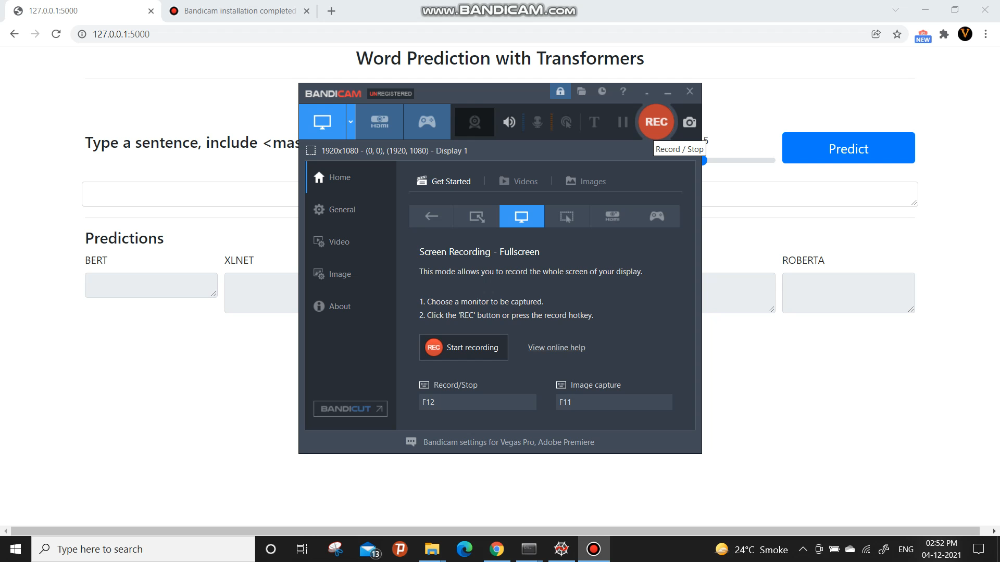 127.0.0.1:5000
Bandicam installation completed
www.BANDICAM.com
127.0.0.1:5000
NEW
V
Word Prediction with Transformers
BANDICAM UNREGISTERED
?
HDMI
T
REC
Type a sentence, include <mas
1920x1080 - (0, 0), (1920, 1080) - Display 1
Record / Stop
5
Predict
Home
Get Started
Videos
Images
General
HDMI
Video
Predictions
Screen Recording - Fullscreen
BERT
XLNET
ROBERTA
This mode allows you to record the whole screen of your display.
Image
1. Choose a monitor to be captured.
About
2. Click the 'REC' button or press the record hotkey.
REC Start recording
View online help
Record/Stop
Image capture
F12
F11
BANDICUT
Bandicam settings for Vegas Pro, Adobe Premiere
Type here to search
13
24°C Smoke
ENG
02:52 PM
04-12-2021